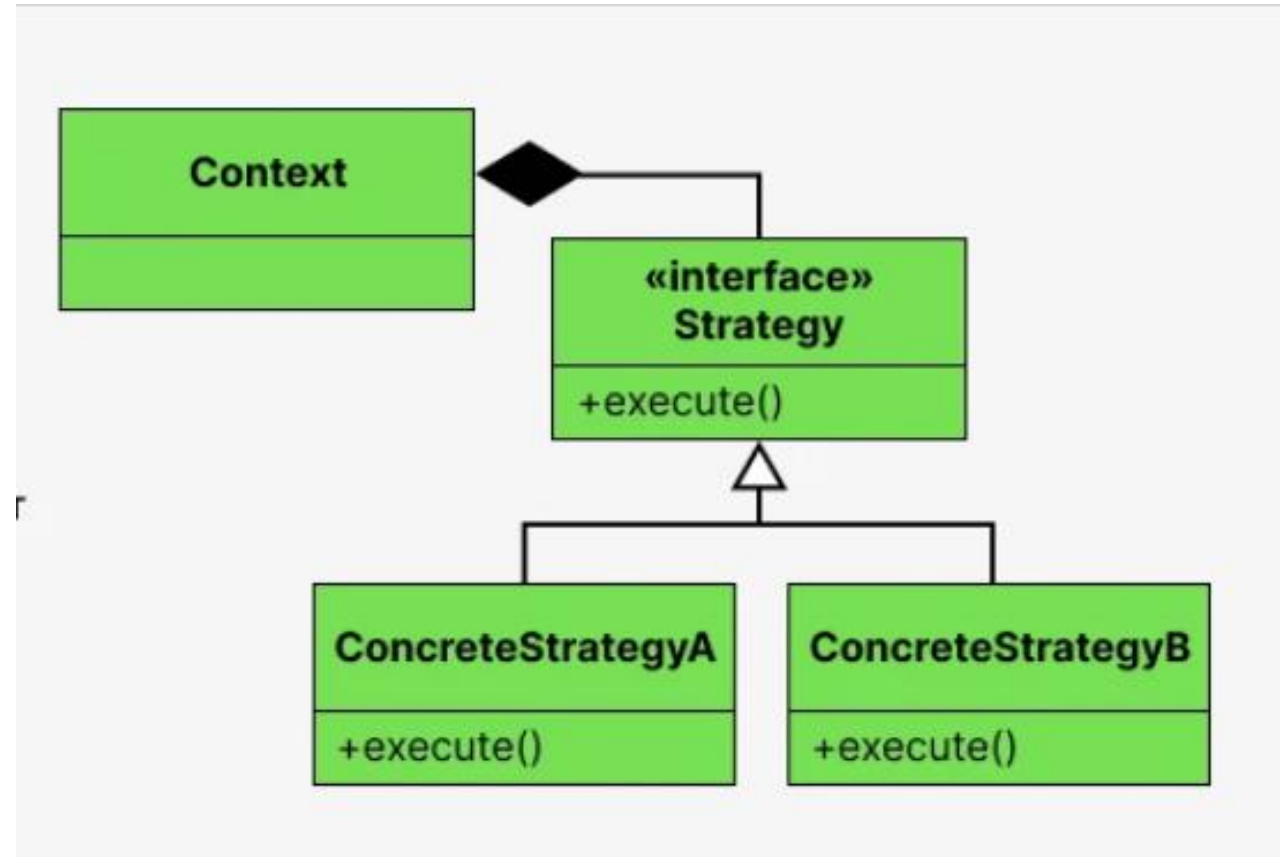 Context
«interface»
Strategy
+execute()
ConcreteStrategyA
ConcreteStrategyB
+execute()
+execute()